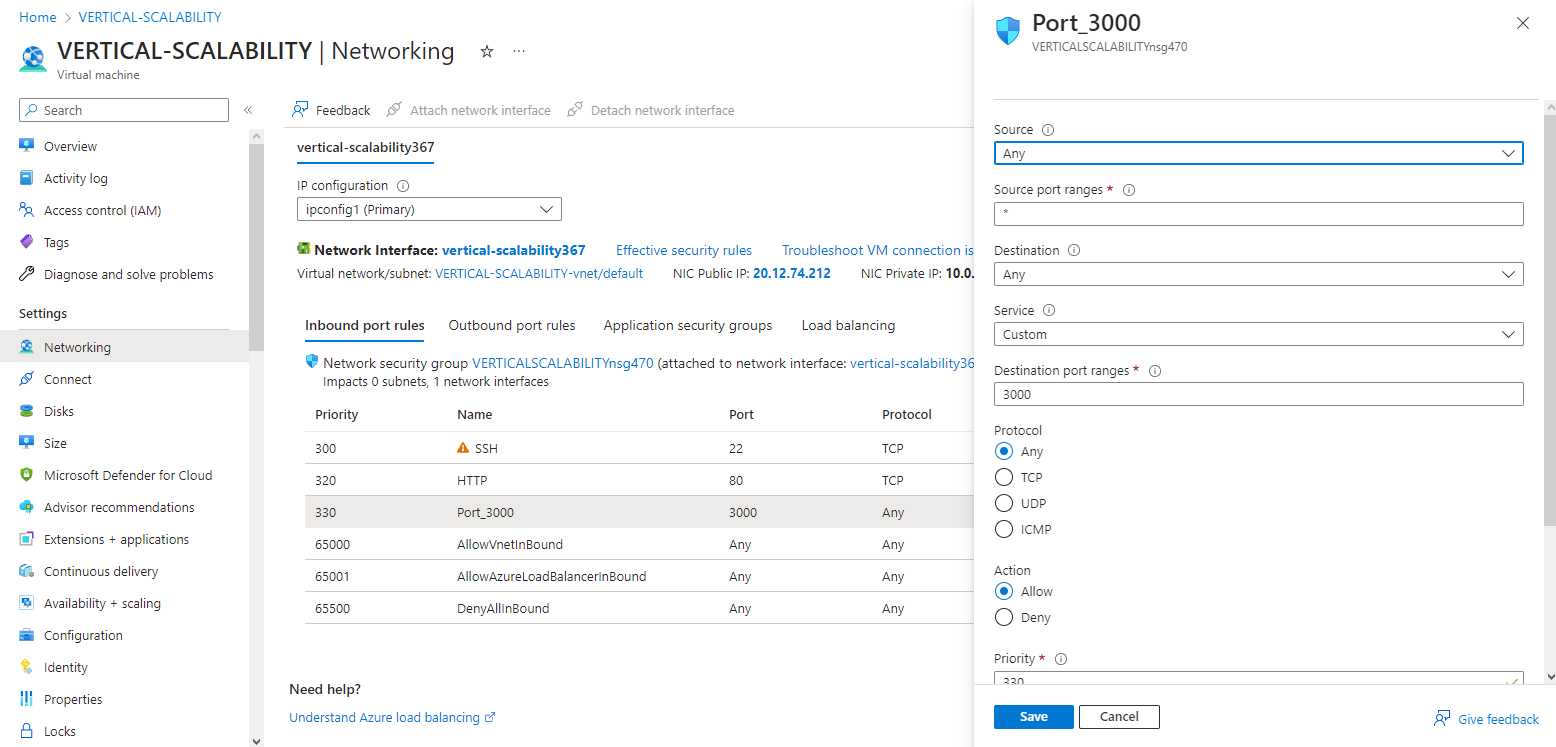 Home > VERTICAL-SCALABILITY
VERTICAL-SCALABILITY | Networking
Virtual machine
Search
Overview
Activity log
Access control (IAM)
Tags
Diagnose and solve problems
Settings
Networking
Connect
Disks
Size
Microsoft Defender for Cloud
Advisor recommendations
Extensions + applications
Continuous delivery
Availability + scaling
Configuration
Identity
Properties
Locks
Feedback Attach network interface Detach network interface
vertical-scalability367
IP configuration
ipconfig1 (Primary)
Network Interface: vertical-scalability367 Effective security rules Troubleshoot VM connection is
Virtual network/subnet: VERTICAL-SCALABILITY-vnet/default NIC Public IP: 20.12.74.212 NIC Private IP: 10.0.
Inbound port rules Outbound port rules Application security groups Load balancing
Network security group VERTICALSCALABILITYnsg470 (attached to network interface: vertical-scalability36
Impacts 0 subnets, 1 network interfaces
Priority Name Port Protocol
300 SSH 22 TCP
320 HTTP 80 TCP
330 Port_3000 3000 Any
65000 AllowVnetInBound Any Any
65001 AllowAzureLoadBalancerInBound Any Any
65500 DenyAllInBound Any Any
Need help?
Understand Azure load balancing
Port_3000
VERTICALSCALABILITYnsg470
Source
Any
Source port ranges *
*
Destination
Any
Service
Custom
Destination port ranges *
3000
Protocol
Any
TCP
UDP
ICMP
Action
Allow
Deny
Priority *
330
Save Cancel
Give feedback